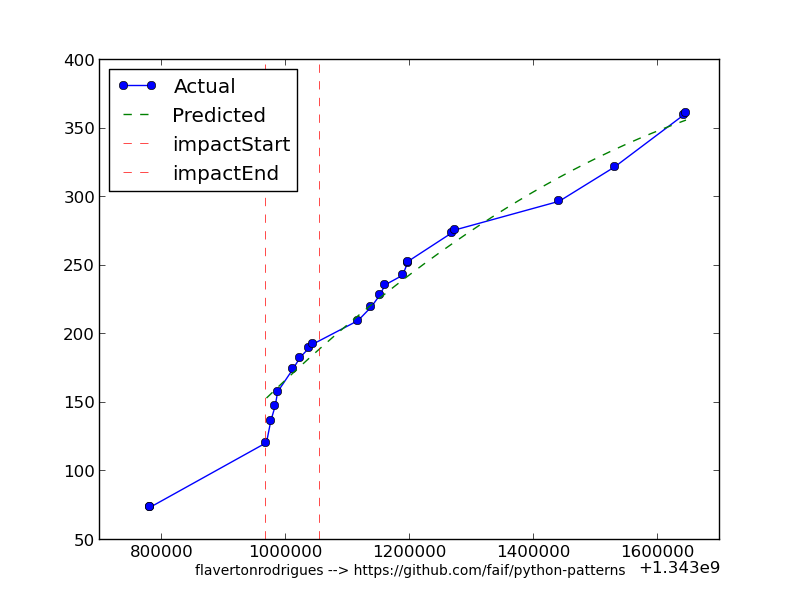 400
350
300
250
200
150
100
50
Actual
Predicted
impactStart
impactEnd
800000 1000000 1200000 1400000 1600000
+1.343e9
flavertonrodrigues --> https://github.com/faif/python-patterns